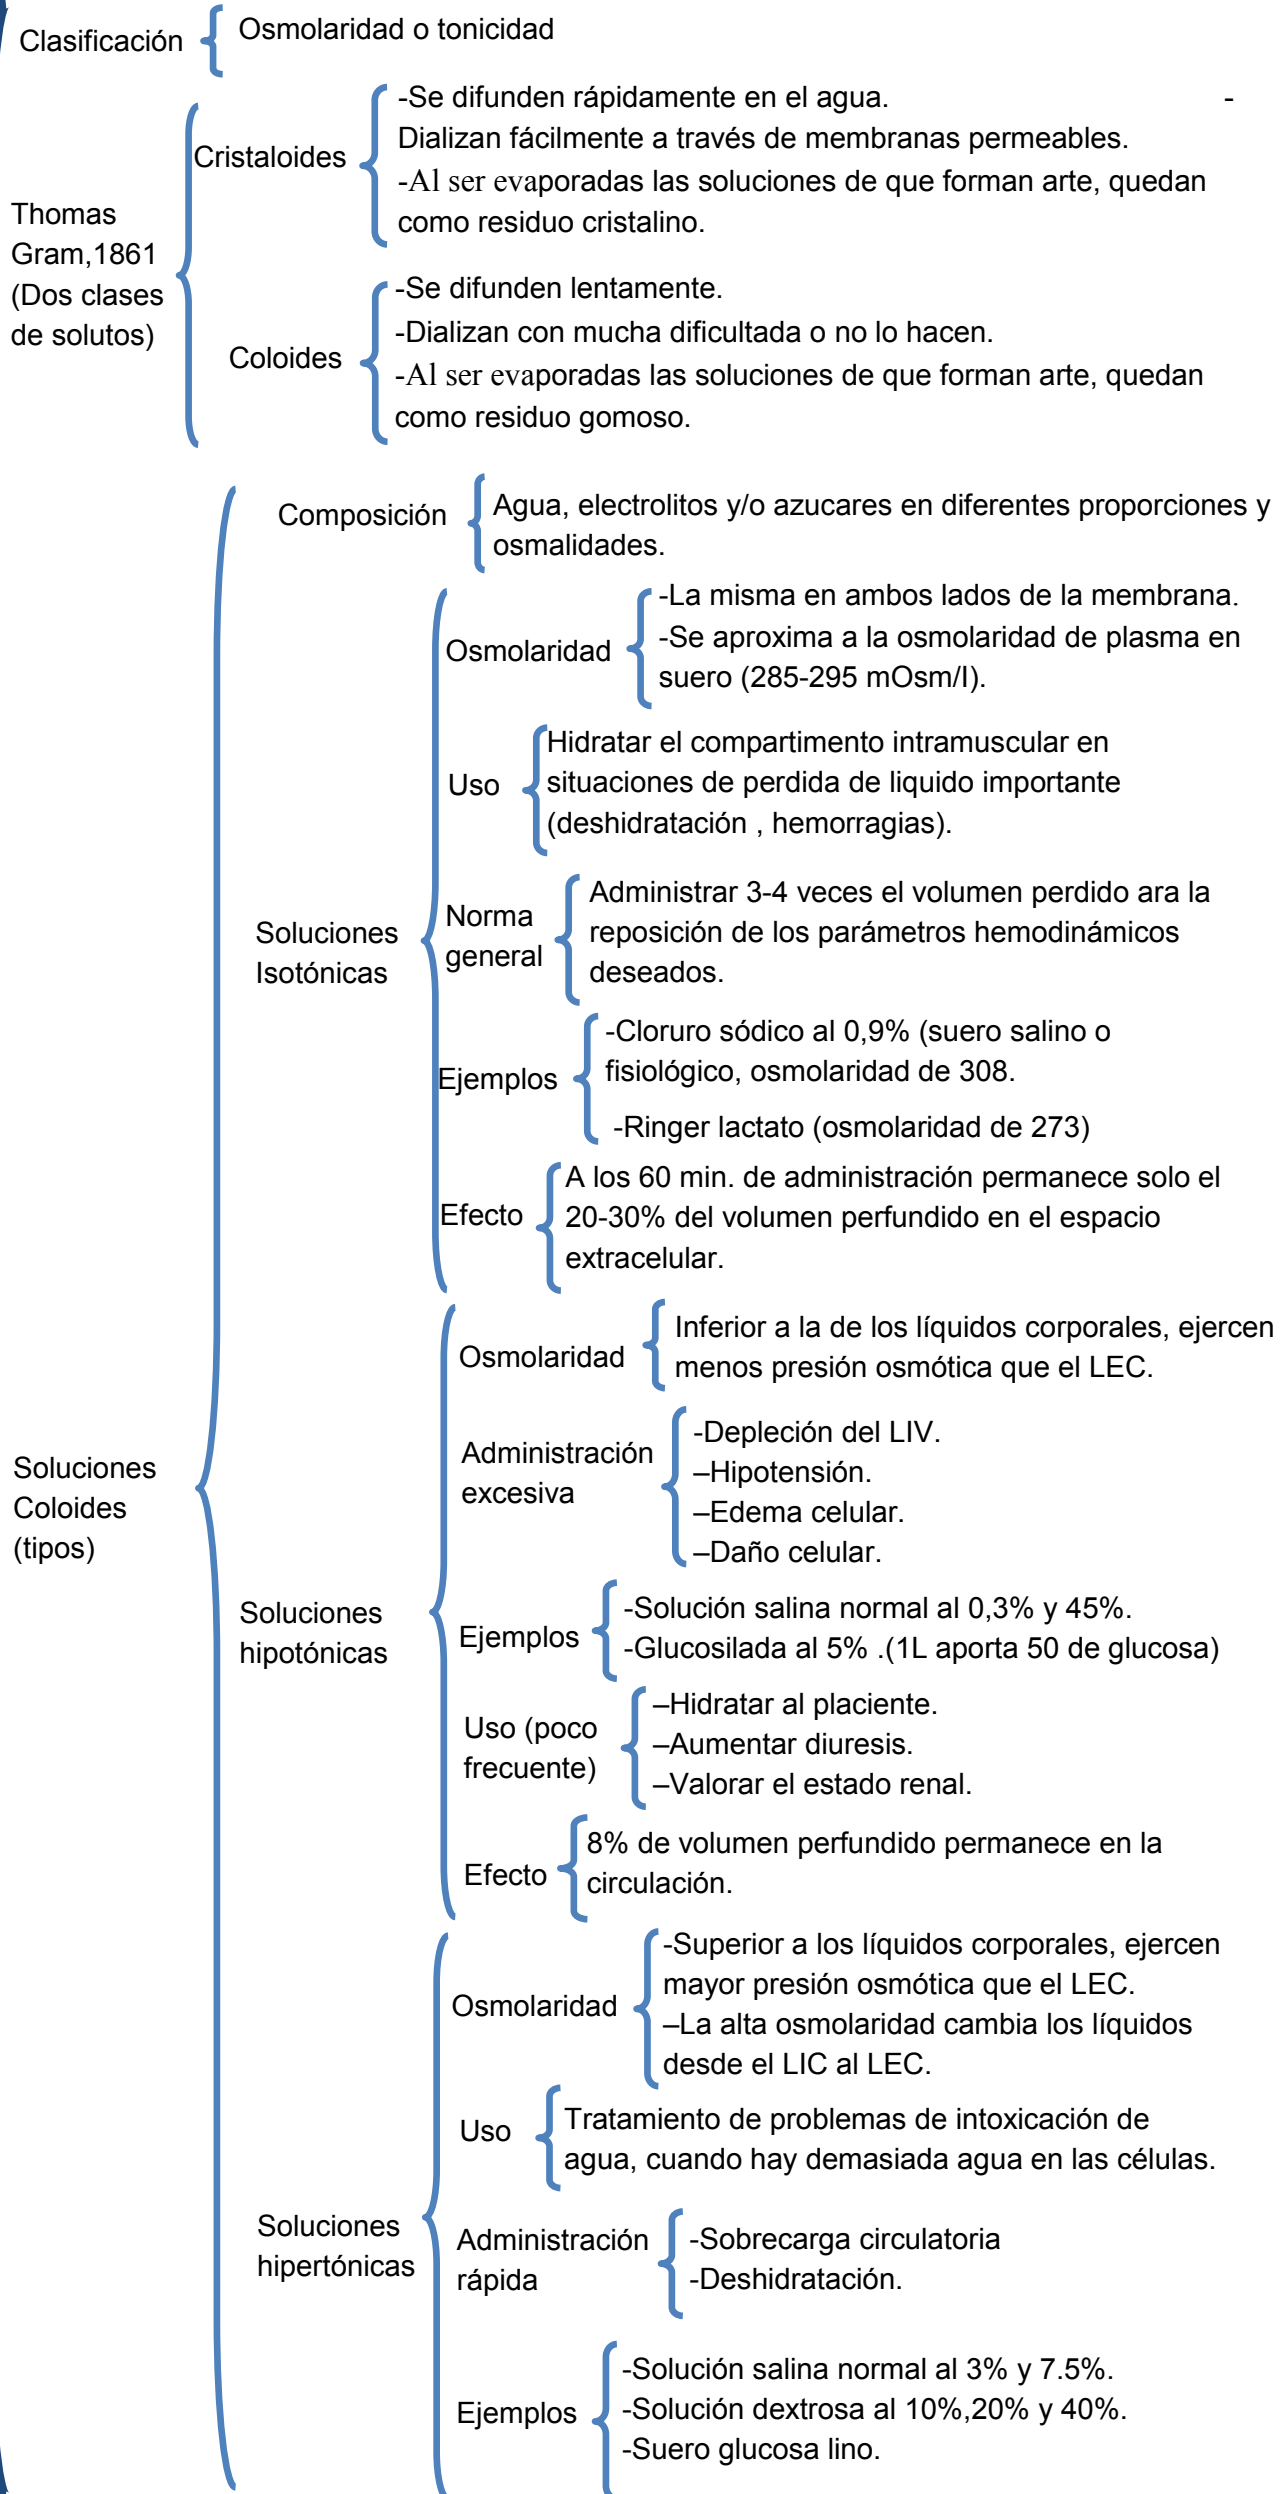 Clasificación
Osmolaridad o tonicidad
Thomas
Gram,1861
(Dos clases
de solutos)
Cristaloides
-Se difunden rápidamente en el agua. -
Dializan fácilmente a través de membranas permeables.
-Al ser evaporadas las soluciones de que forman arte, quedan
como residuo cristalino.
Coloides
-Se difunden lentamente.
-Dializan con mucha dificultada o no lo hacen.
-Al ser evaporadas las soluciones de que forman arte, quedan
como residuo gomoso.
Soluciones
Coloides
(tipos)
Composición
Agua, electrolitos y/o azucares en diferentes proporciones y
osmalidades.
Soluciones
Isotónicas
Osmolaridad
-La misma en ambos lados de la membrana.
-Se aproxima a la osmolaridad de plasma en
suero (285-295 mOsm/l).
Uso
Hidratar el compartimento intramuscular en
situaciones de perdida de liquido importante
(deshidratación , hemorragias).
Norma
general
Administrar 3-4 veces el volumen perdido ara la
reposición de los parámetros hemodinámicos
deseados.
Ejemplos
-Cloruro sódico al 0,9% (suero salino o
fisiológico, osmolaridad de 308.
-Ringer lactato (osmolaridad de 273)
Efecto
A los 60 min. de administración permanece solo el
20-30% del volumen perfundido en el espacio
extracelular.
Soluciones
hipotónicas
Osmolaridad
Inferior a la de los líquidos corporales, ejercen
menos presión osmótica que el LEC.
Administración
excesiva
-Depleción del LIV.
–Hipotensión.
–Edema celular.
–Daño celular.
Ejemplos
-Solución salina normal al 0,3% y 45%.
-Glucosilada al 5% .(1L aporta 50 de glucosa)
Uso (poco
frecuente)
–Hidratar al placiente.
–Aumentar diuresis.
–Valorar el estado renal.
Efecto
8% de volumen perfundido permanece en la
circulación.
Soluciones
hipertónicas
Osmolaridad
-Superior a los líquidos corporales, ejercen
mayor presión osmótica que el LEC.
–La alta osmolaridad cambia los líquidos
desde el LIC al LEC.
Uso
Tratamiento de problemas de intoxicación de
agua, cuando hay demasiada agua en las células.
Administración
rápida
-Sobrecarga circulatoria
-Deshidratación.
Ejemplos
-Solución salina normal al 3% y 7.5%.
-Solución dextrosa al 10%,20% y 40%.
-Suero glucosa lino.